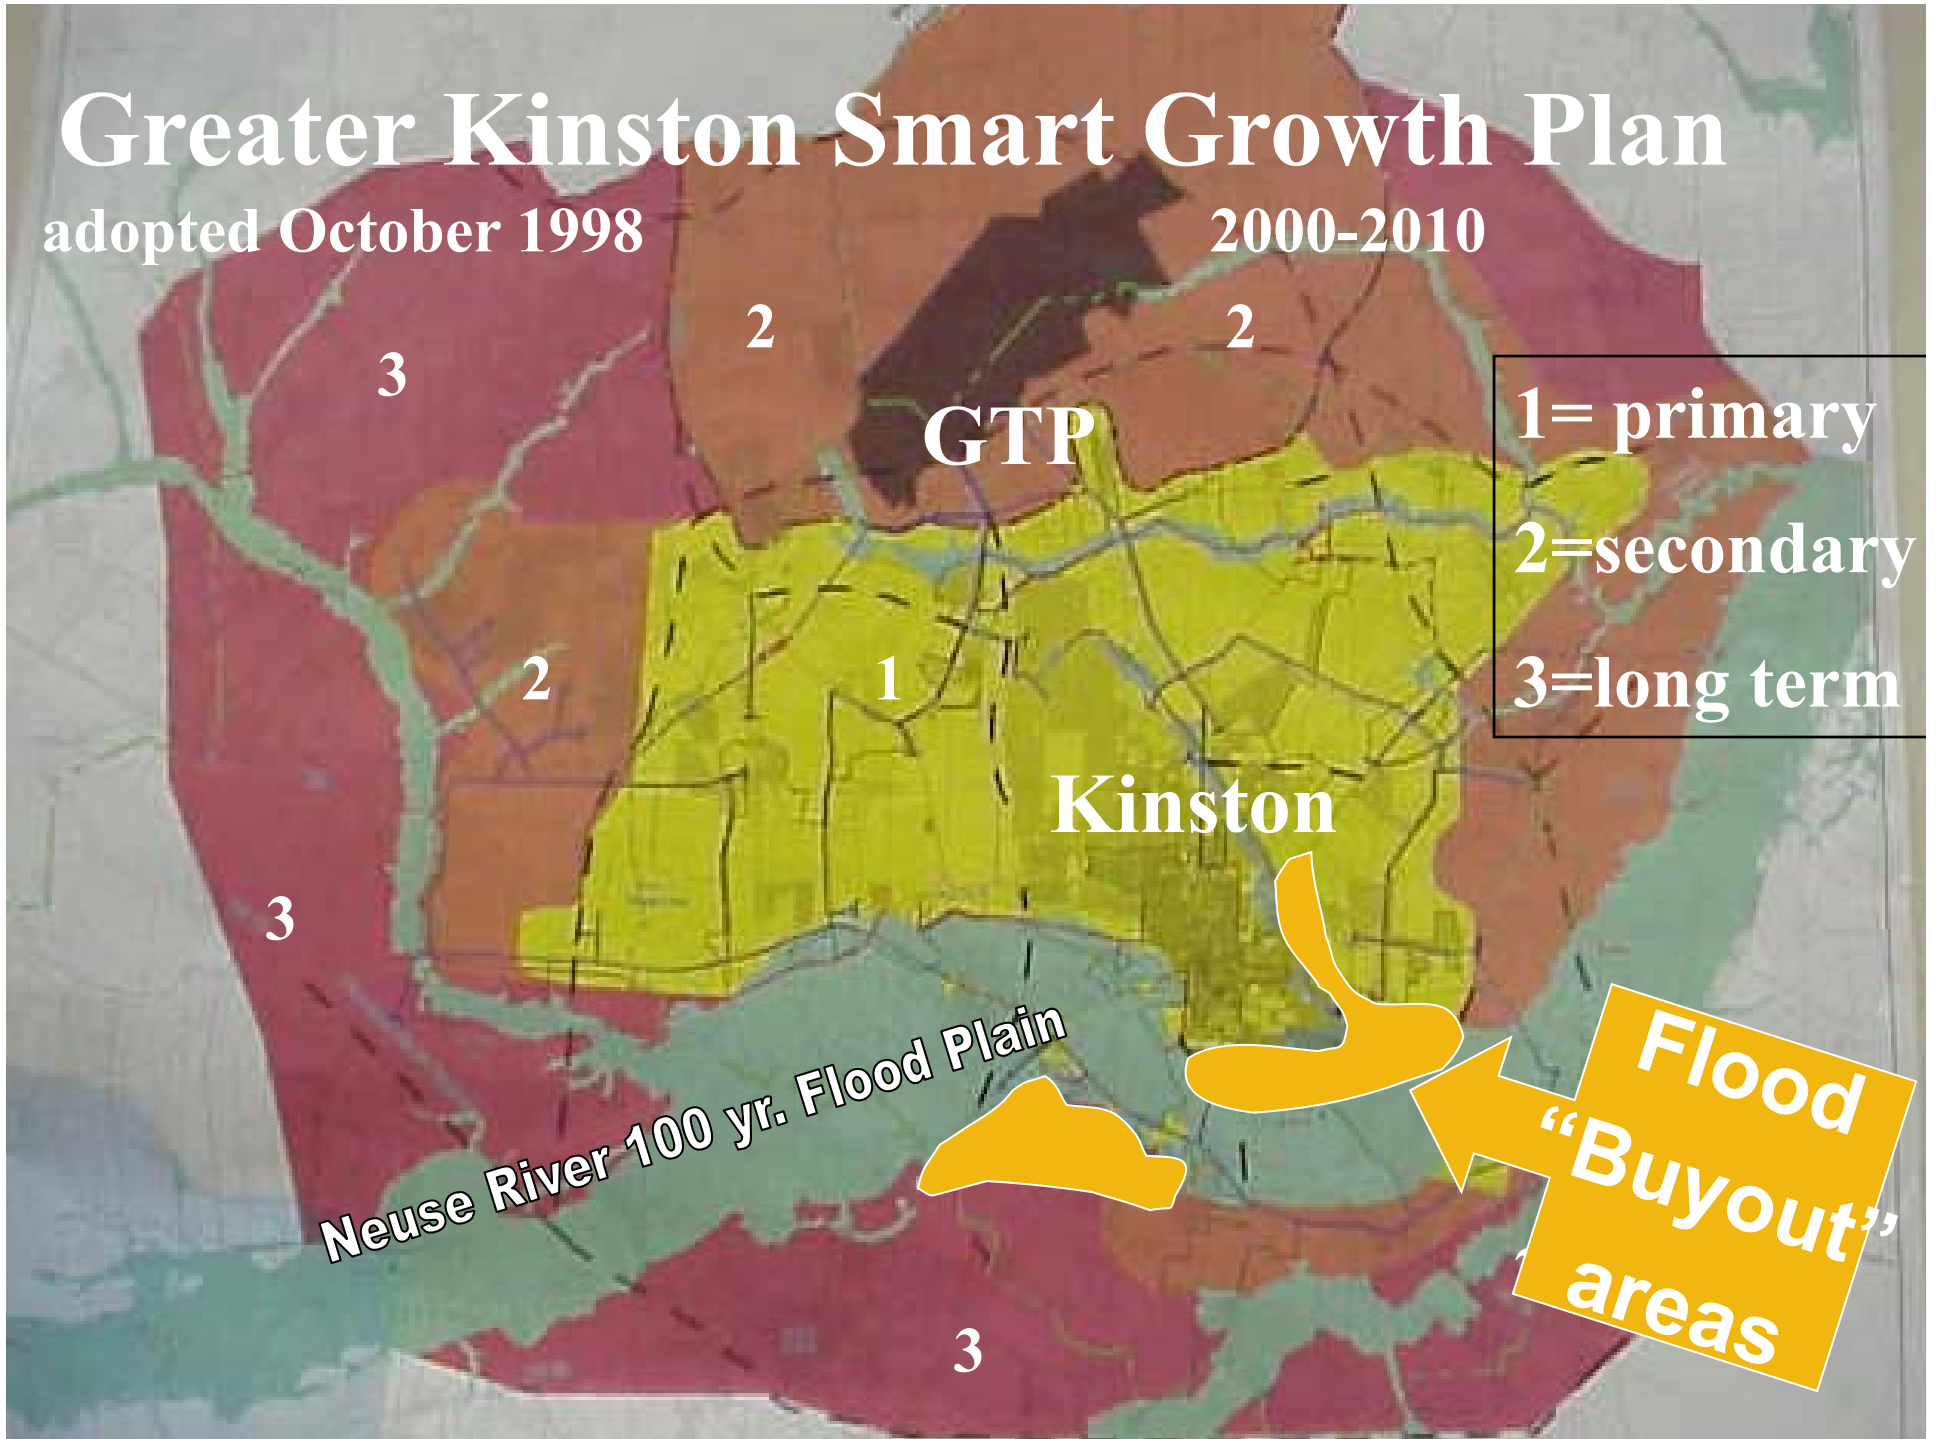 Greater Kinston Smart Growth Plan
adopted October 1998
2000-2010
2
2
3
1= primary
GTP
2=secondary
2
1
3=long term
Kinston
3
Neuse River 100 yr. Flood Plain
Flood
“Buyout”
areas
3